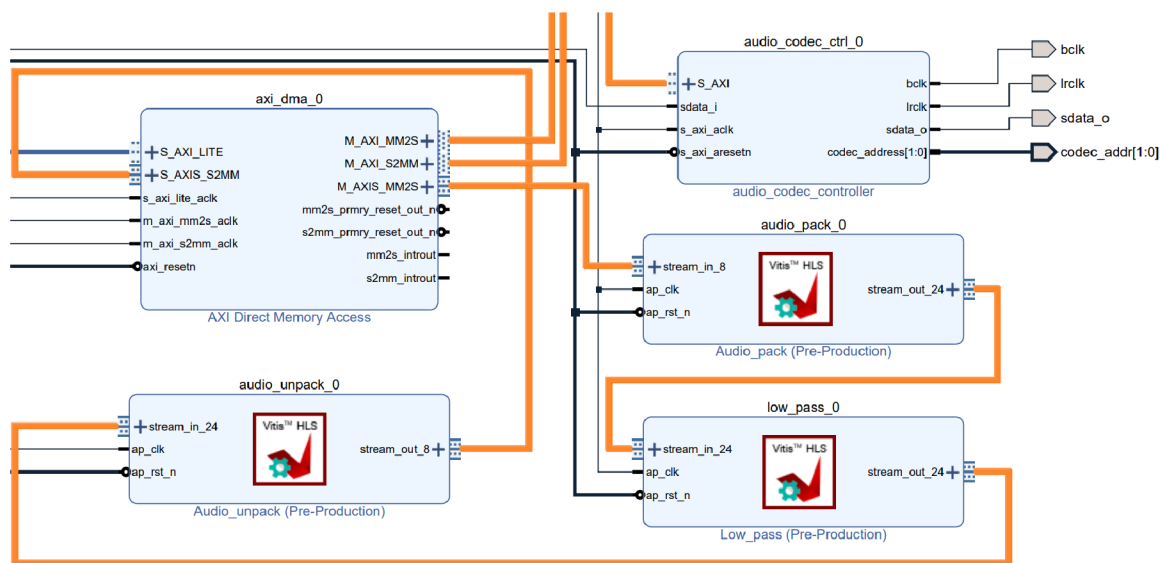 axi_dma_0
S_AXI_LITE
S_AXIS_S2MM
s_axi_lite_aclk
m_axi_mm2s_aclk
m_axi_s2mm_aclk
axi_resetn
M_AXI_MM2S
M_AXI_S2MM
M_AXIS_MM2S
mm2s_prmry_reset_out_n
s2mm_prmry_reset_out_n
mm2s_introut
s2mm_introut
AXI Direct Memory Access
audio_codec_ctrl_0
S_AXI
sdata_i
s_axi_aclk
s_axi_aresetn
bclk
lrclk
sdata_o
codec_address[1:0]
audio_codec_controller
bclk
lrclk
sdata_o
codec_addr[1:0]
audio_pack_0
stream_in_8
ap_clk
ap_rst_n
Vitis™ HLS
stream_out_24
Audio_pack (Pre-Production)
audio_unpack_0
stream_in_24
ap_clk
ap_rst_n
Vitis™ HLS
stream_out_8
Audio_unpack (Pre-Production)
low_pass_0
stream_in_24
ap_clk
ap_rst_n
Vitis™ HLS
stream_out_24
Low_pass (Pre-Production)